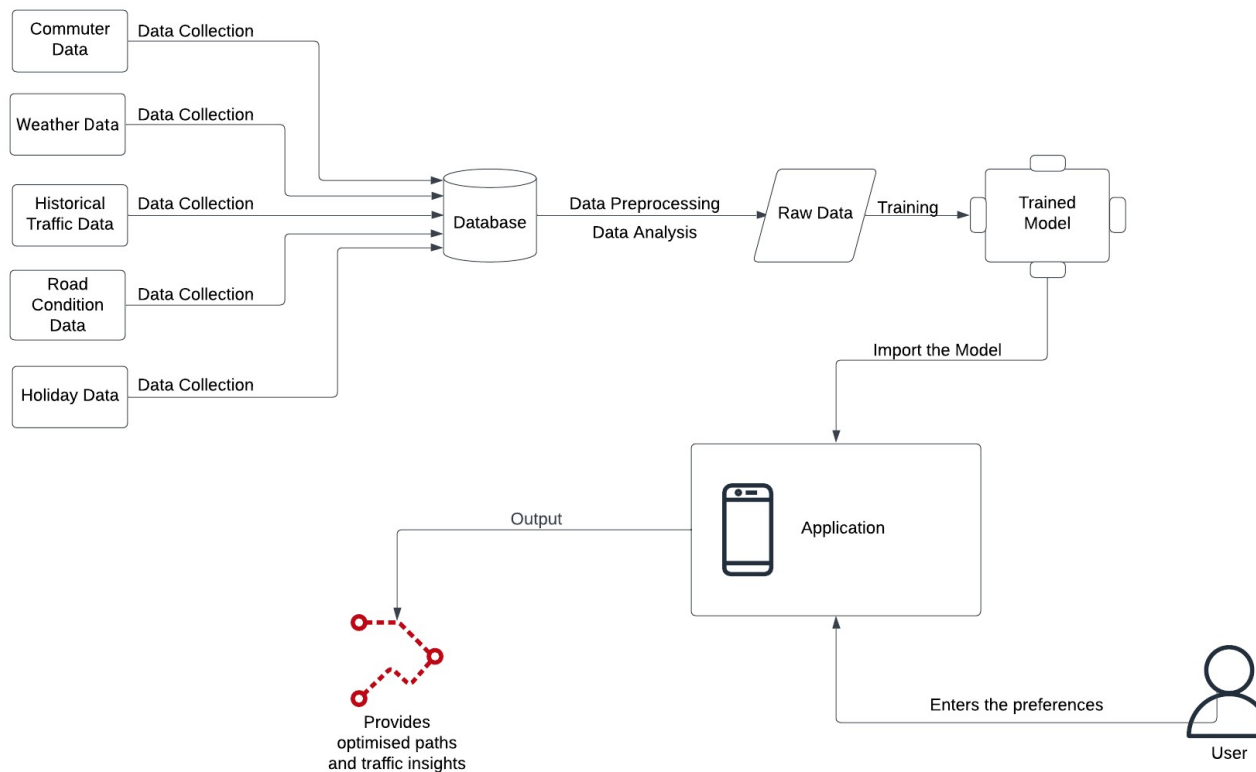 Commuter
Data
Data Collection
Weather Data
Data Collection
Historical
Traffic Data
Data Collection
Road
Condition
Data
Data Collection
Holiday Data
Data Collection
Database
Data Preprocessing
Data Analysis
Raw Data
Training
Trained
Model
Import the Model
Application
Output
Provides
optimised paths
and traffic insights
Enters the preferences
User